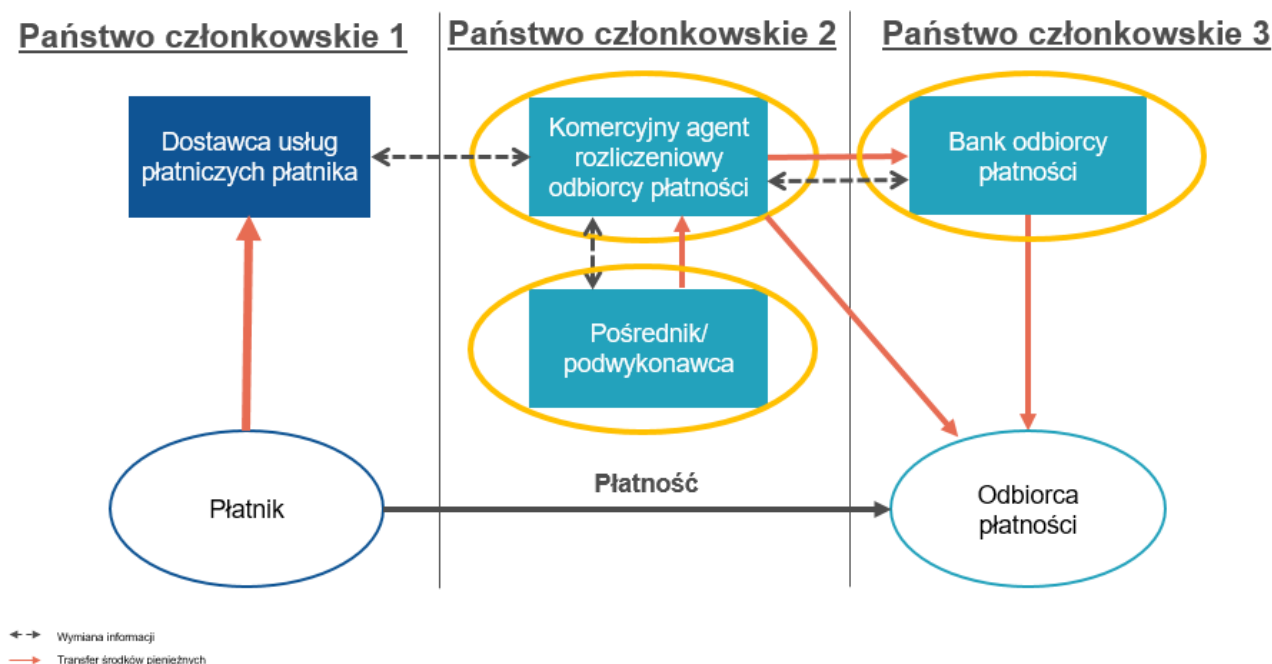 Państwo członkowskie 1
Państwo członkowskie 2
Państwo członkowskie 3
Dostawca usług
płatniczych płatnika
Komercyjny agent
rozliczeniowy
odbiorcy płatności
Bank odbiorcy
płatności
Pośrednik/
podwykonawca
Płatność
Płatnik
Odbiorca
płatności
Wymiana informacji
Transfer środków pieniężnych